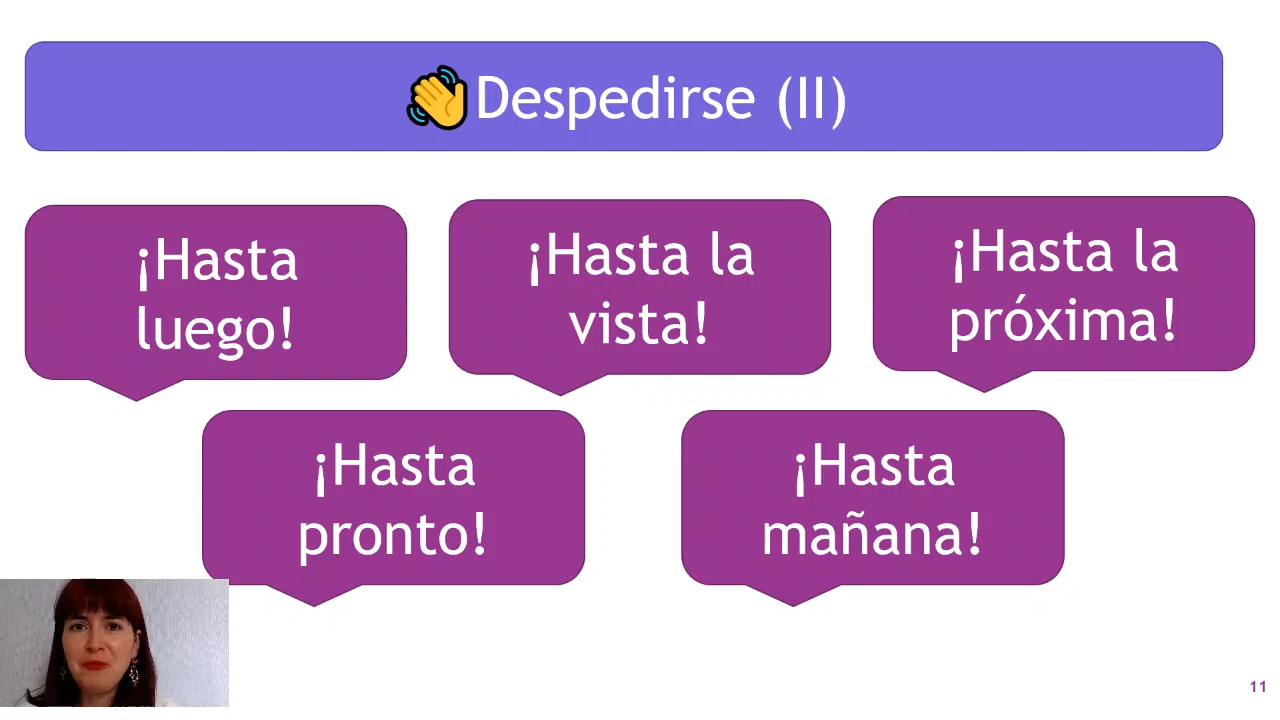 Despedirse (II)
¡Hasta
luego!
¡Hasta la
vista!
¡Hasta la
próxima!
¡Hasta
pronto!
¡Hasta
mañana!
11